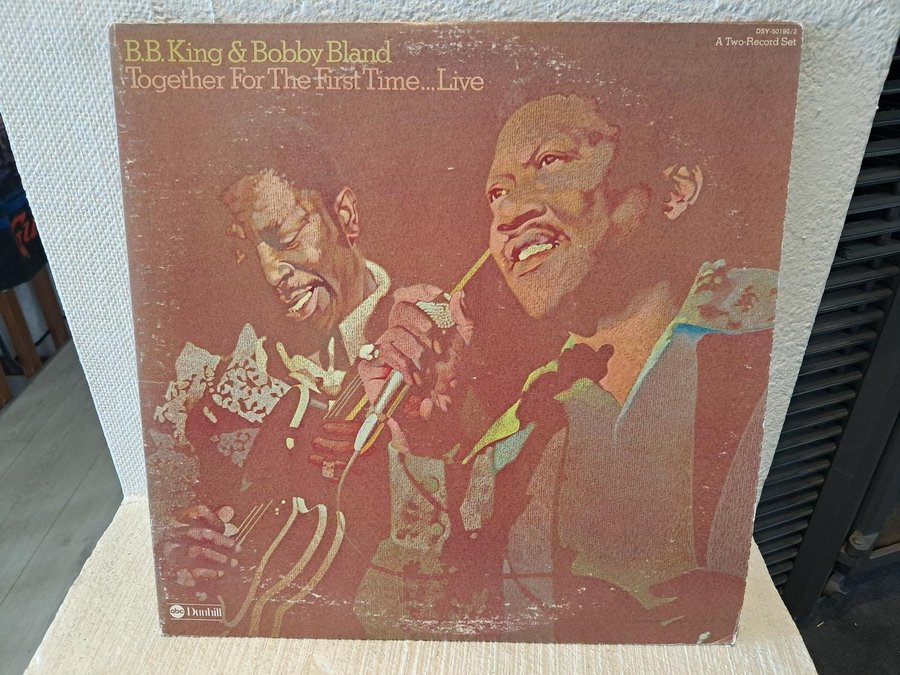 B.B. King & Bobby Bland
Together For The First Time...Live
DSY-50190/2
A Two-Record Set
abc Dunhill